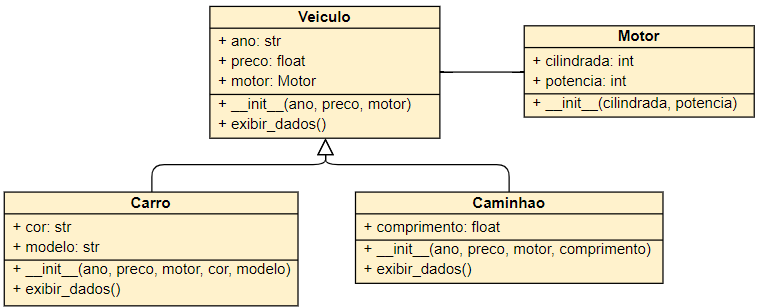 Veiculo
+ ano: str
+ preco: float
+ motor: Motor
+ __init__(ano, preco, motor)
+ exibir_dados()
Motor
+ cilindrada: int
+ potencia: int
+ __init__(cilindrada, potencia)
Carro
+ cor: str
+ modelo: str
+ __init__(ano, preco, motor, cor, modelo)
+ exibir_dados()
Caminhao
+ comprimento: float
+ __init__(ano, preco, motor, comprimento)
+ exibir_dados()